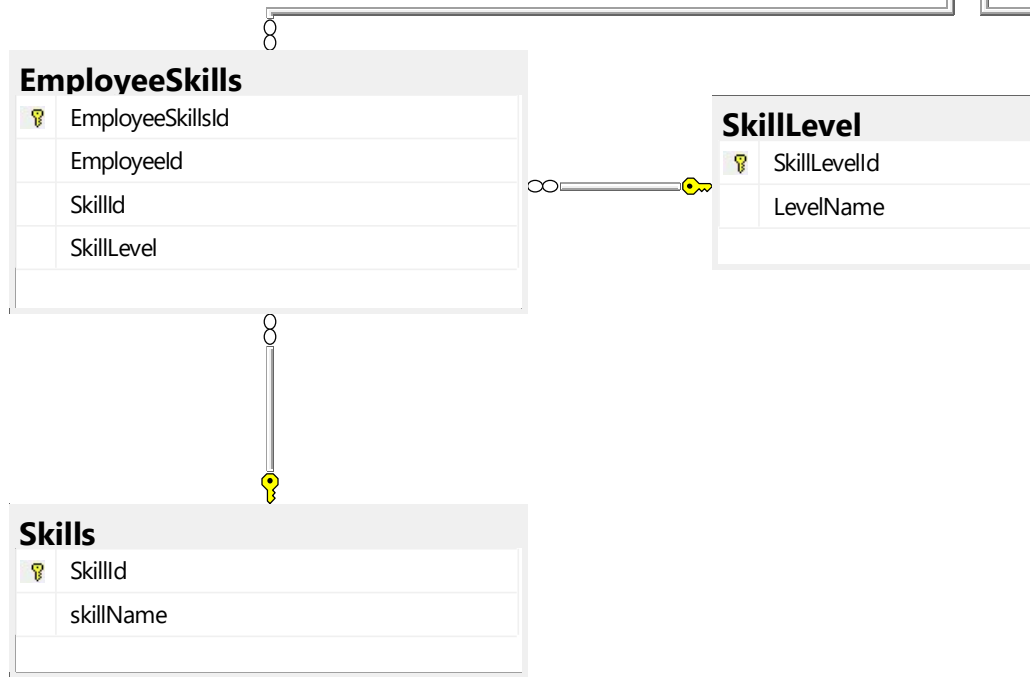 EmployeeSkills
EmployeeSkillsId
EmployeeId
SkillId
SkillLevel
SkillLevel
SkillLevelId
LevelName
Skills
SkillId
skillName